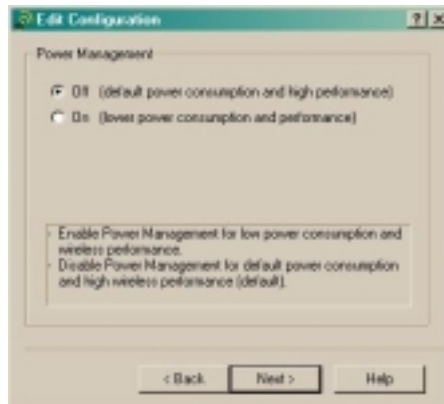 Edit Configuration
Power Management
Off (default power consumption and high performance)
On (lower power consumption and performance)
- Enable Power Management for low power consumption and
wireless performance.
- Disable Power Management for default power consumption
and high wireless performance (default).
< Back
Next >
Help